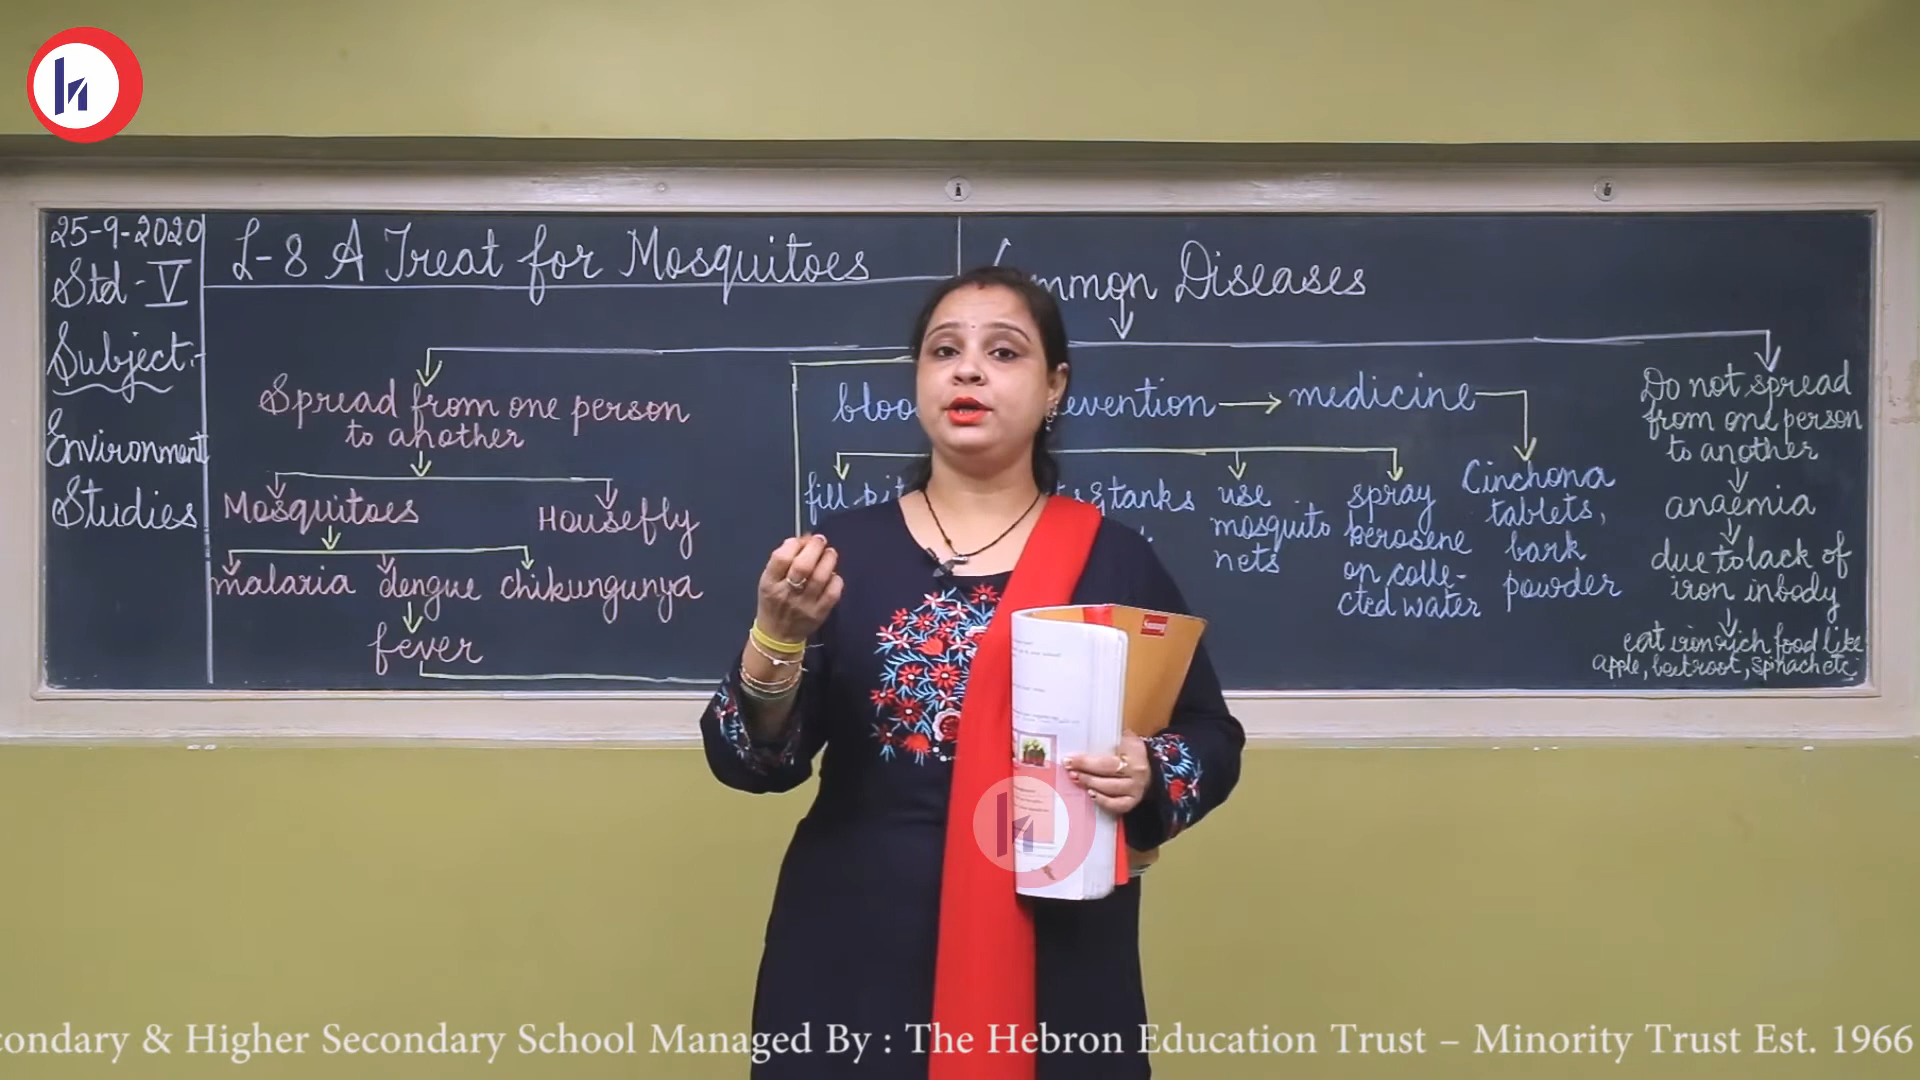 25-9-2020
Std - V
Subject:-
Environment
Studies
L-8 A Treat for Mosquitoes
Common Diseases
Spread from one person
to another
Mosquitoes
Housefly
malaria dengue chikungunya
fever
medicine
use
mosquito
nets
spray
kerosene
on colle-
cted water
Cinchona
tablets,
bark
powder
& tanks
Do not spread
from one person
to another
anaemia
due to lack of
iron in body
eat iron rich food like
apple, beetroot, spinach etc
condary & Higher Secondary School Managed By : The Hebron Education Trust – Minority Trust Est. 1966